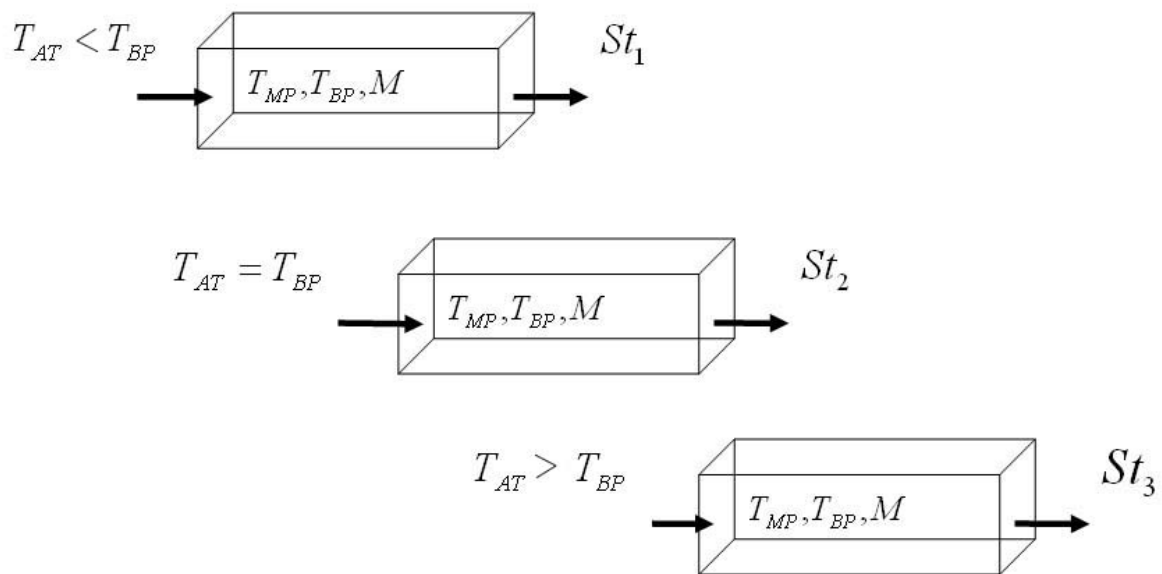 T_AT < T_BP St_1
T_MP, T_BP, M
T_AT = T_BP St_2
T_MP, T_BP, M
T_AT > T_BP St_3
T_MP, T_BP, M